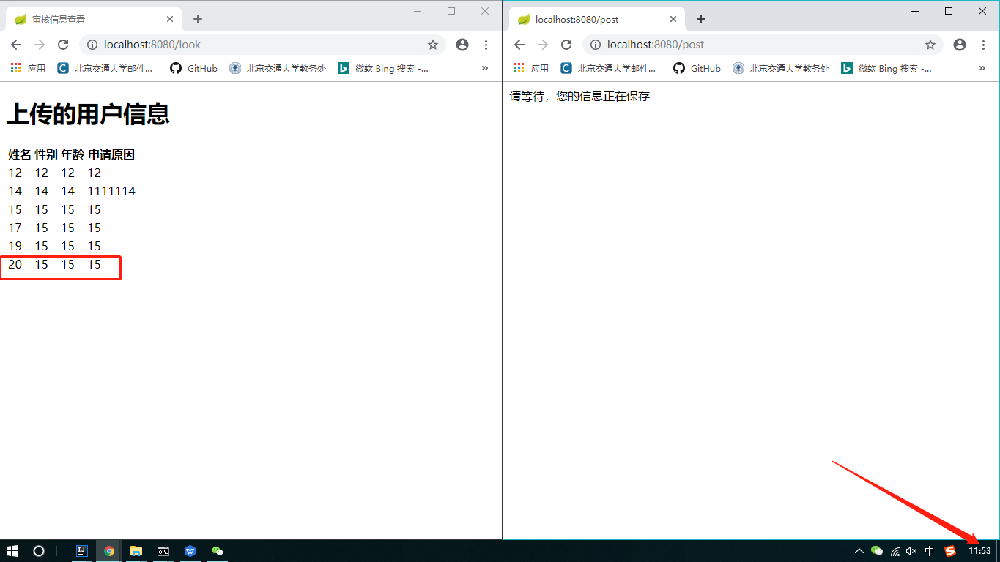 审核信息查看
localhost:8080/look
应用 北京交通大学邮件... GitHub 北京交通大学教务处 微软 Bing 搜索 -... »
上传的用户信息
姓名 性别 年龄 申请原因
12 12 12 12
14 14 14 1111114
15 15 15 15
17 15 15 15
19 15 15 15
20 15 15 15
localhost:8080/post
localhost:8080/post
应用 北京交通大学邮件... GitHub 北京交通大学教务处 微软 Bing 搜索 -... »
请等待，您的信息正在保存
中 11:53